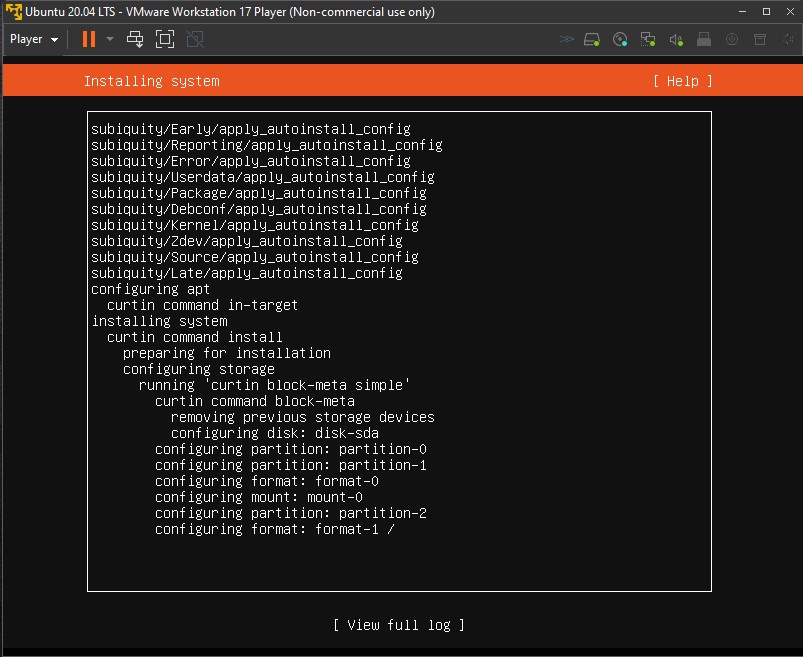 Ubuntu 20.04 LTS - VMware Workstation 17 Player (Non-commercial use only)
Player
Installing system [ Help ]
subiquity/Early/apply_autoinstall_config
subiquity/Reporting/apply_autoinstall_config
subiquity/Error/apply_autoinstall_config
subiquity/Userdata/apply_autoinstall_config
subiquity/Package/apply_autoinstall_config
subiquity/Debconf/apply_autoinstall_config
subiquity/Kernel/apply_autoinstall_config
subiquity/Zdev/apply_autoinstall_config
subiquity/Source/apply_autoinstall_config
subiquity/Late/apply_autoinstall_config
configuring apt
curtin command in-target
installing system
curtin command install
preparing for installation
configuring storage
running 'curtin block-meta simple'
curtin command block-meta
removing previous storage devices
configuring disk: disk-sda
configuring partition: partition-0
configuring partition: partition-1
configuring format: format-0
configuring mount: mount-0
configuring partition: partition-2
configuring format: format-1 /
[ View full log ]